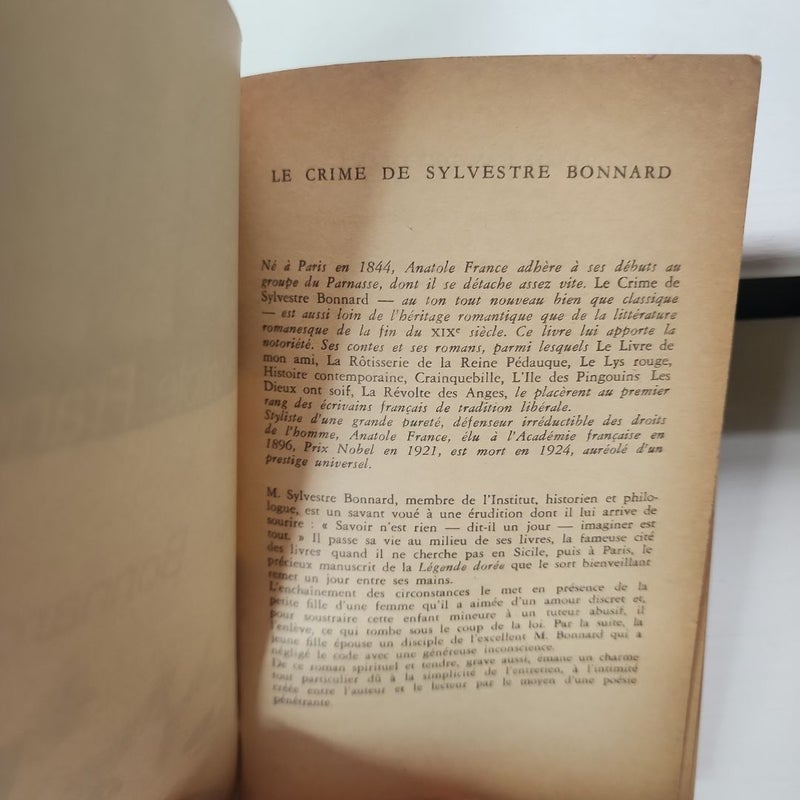 LE CRIME DE SYLVESTRE BONNARD
Né à Paris en 1844, Anatole France adhère à ses débuts au
groupe du Parnasse, dont il se détache assez vite. Le Crime de
Sylvestre Bonnard — au ton tout nouveau bien que classique
— est aussi loin de l'héritage romantique que de la littérature
romanesque de la fin du XIXe siècle. Ce livre lui apporte la
notoriété. Ses contes et ses romans, parmi lesquels Le Livre de
mon ami, La Rôtisserie de la Reine Pédauque, Le Lys rouge,
Histoire contemporaine, Crainquebille, L'Ile des Pingouins Les
Dieux ont soif, La Révolte des Anges, le placèrent au premier
rang des écrivains français de tradition libérale.
Styliste d'une grande pureté, défenseur irréductible des droits
de l'homme, Anatole France, élu à l'Académie française en
1896, Prix Nobel en 1921, est mort en 1924, auréolé d'un
prestige universel.
M. Sylvestre Bonnard, membre de l'Institut, historien et philo-
logue, est un savant voué à une érudition dont il lui arrive de
sourire : « Savoir n'est rien — dit-il un jour — imaginer est
tout. » Il passe sa vie au milieu de ses livres, la fameuse cité
des livres quand il ne cherche pas en Sicile, puis à Paris, le
précieux manuscrit de la Légende dorée que le sort bienveillant
remet un jour entre ses mains.
L'enchaînement des circonstances le met en présence de la
petite fille d'une femme qu'il a aimée d'un amour discret et,
pour soustraire cette enfant mineure à un tuteur abusif, il
l'enlève, ce qui tombe sous le coup de la loi. Par la suite, la
jeune fille épouse un disciple de l'excellent M. Bonnard qui a
négligé le code avec une généreuse inconscience.
De ce roman spirituel et tendre, grave aussi, émane un charme
tout particulier dû à la simplicité de l'entretien, à l'intimité
créée entre l'auteur et le lecteur par le moyen d'une poésie
pénétrante.